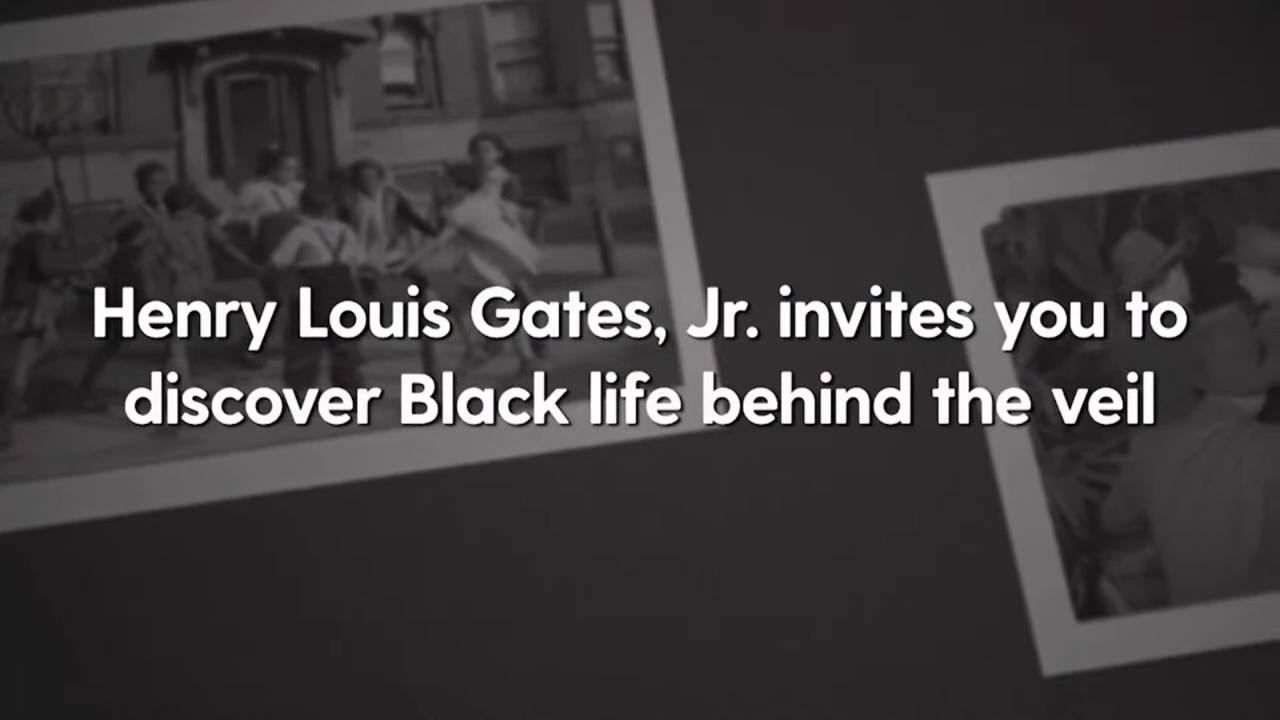 Henry Louis Gates, Jr. invites you to
discover Black life behind the veil